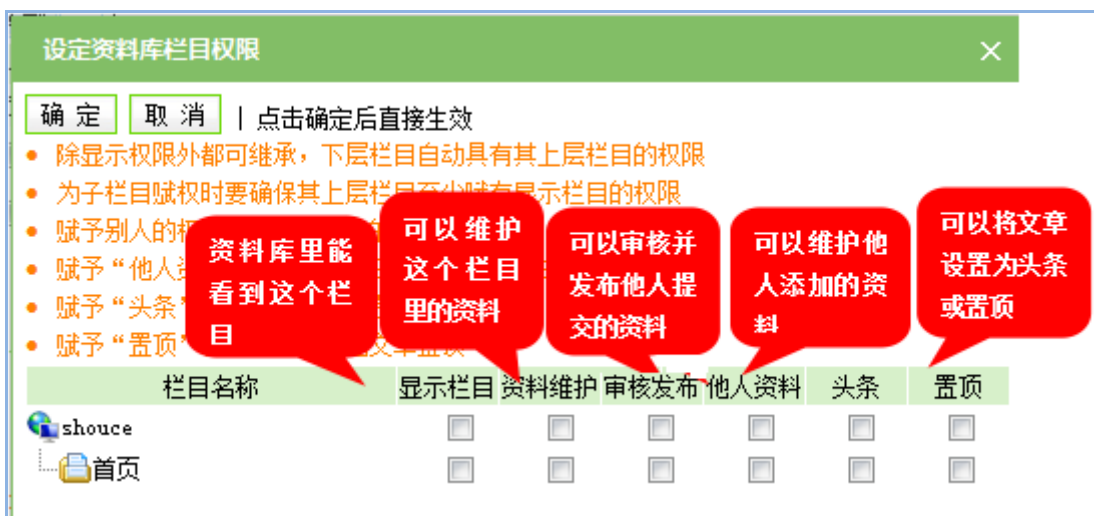 设定资料库栏目权限
确 定 取 消 | 点击确定后直接生效
除显示权限外都可继承，下层栏目自动具有其上层栏目的权限
为子栏目赋权时要确保其上层栏目至少赋有显示栏目的权限
赋予别人的
赋予“他人
赋予“头条”
赋予“置顶”
资料库里能
看到这个栏
目
可以维护
这个栏目
里的资料
可以审核并
发布他人提
交的资料
可以维护他
人添加的资
料
可以将文章
设置为头条
或置顶
栏目名称 显示栏目 资料维护 审核发布 他人资料 头条 置顶
shouce
首页